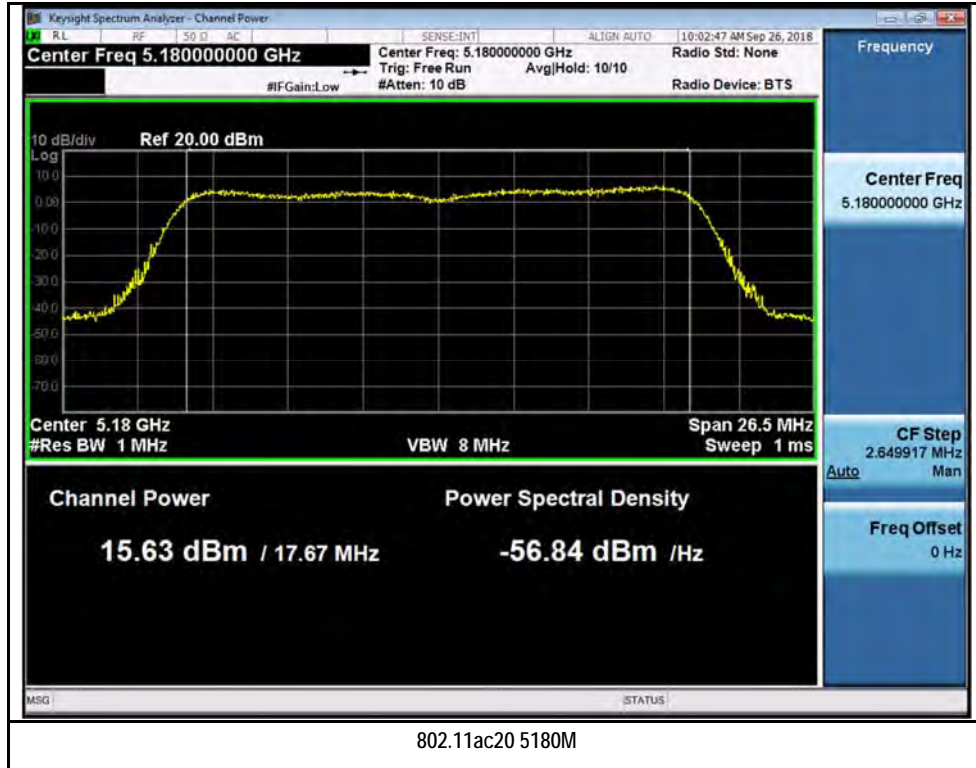 Keysight Spectrum Analyzer - Channel Power
LXI RL RF 50 Ω AC SENSE:INT ALIGN AUTO 10:02:47 AM Sep 26, 2018
Center Freq 5.180000000 GHz
#IFGain:Low
Center Freq: 5.180000000 GHz
Trig: Free Run Avg|Hold: 10/10
#Atten: 10 dB
Radio Std: None
Radio Device: BTS
Frequency
10 dB/div Ref 20.00 dBm
Log
10.0
0.00
-10.0
-20.0
-30.0
-40.0
-50.0
-60.0
-70.0
Center 5.18 GHz Span 26.5 MHz
#Res BW 1 MHz VBW 8 MHz Sweep 1 ms
Center Freq
5.180000000 GHz
CF Step
2.649917 MHz
Auto Man
Freq Offset
0 Hz
Channel Power Power Spectral Density
15.63 dBm / 17.67 MHz -56.84 dBm /Hz
MSG STATUS
802.11ac20 5180M